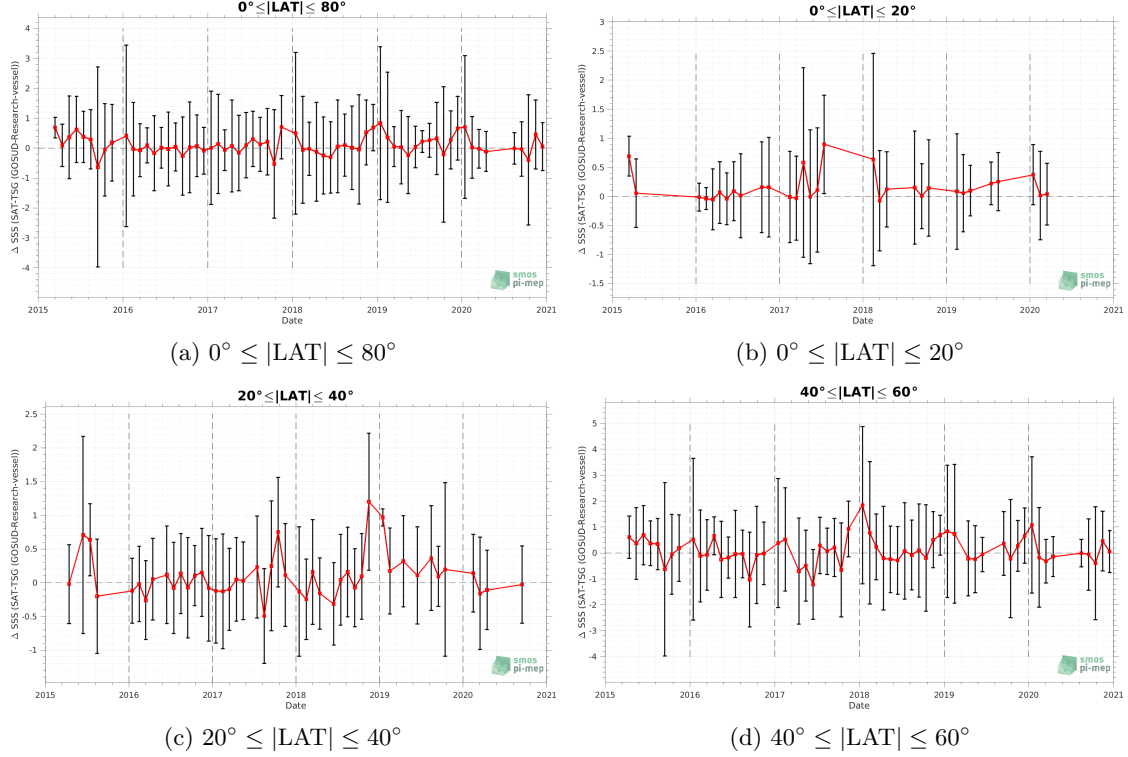 0°≤|LAT|≤ 80°
4
3
2
1
0
-1
-2
-3
-4
Δ SSS (SAT-TSG (GOSUD-Research-vessel))
2015 2016 2017 2018 2019 2020 2021
Date
smos
pi-mep
(a) 0° ≤ |LAT| ≤ 80°
0°≤|LAT|≤ 20°
3
2.5
2
1.5
1
0.5
0
-0.5
-1
-1.5
Δ SSS (SAT-TSG (GOSUD-Research-vessel))
2015 2016 2017 2018 2019 2020 2021
Date
smos
pi-mep
(b) 0° ≤ |LAT| ≤ 20°
20°≤|LAT|≤ 40°
2.5
2
1.5
1
0.5
0
-0.5
-1
Δ SSS (SAT-TSG (GOSUD-Research-vessel))
2015 2016 2017 2018 2019 2020 2021
Date
smos
pi-mep
(c) 20° ≤ |LAT| ≤ 40°
40°≤|LAT|≤ 60°
5
4
3
2
1
0
-1
-2
-3
-4
Δ SSS (SAT-TSG (GOSUD-Research-vessel))
2015 2016 2017 2018 2019 2020 2021
Date
smos
pi-mep
(d) 40° ≤ |LAT| ≤ 60°